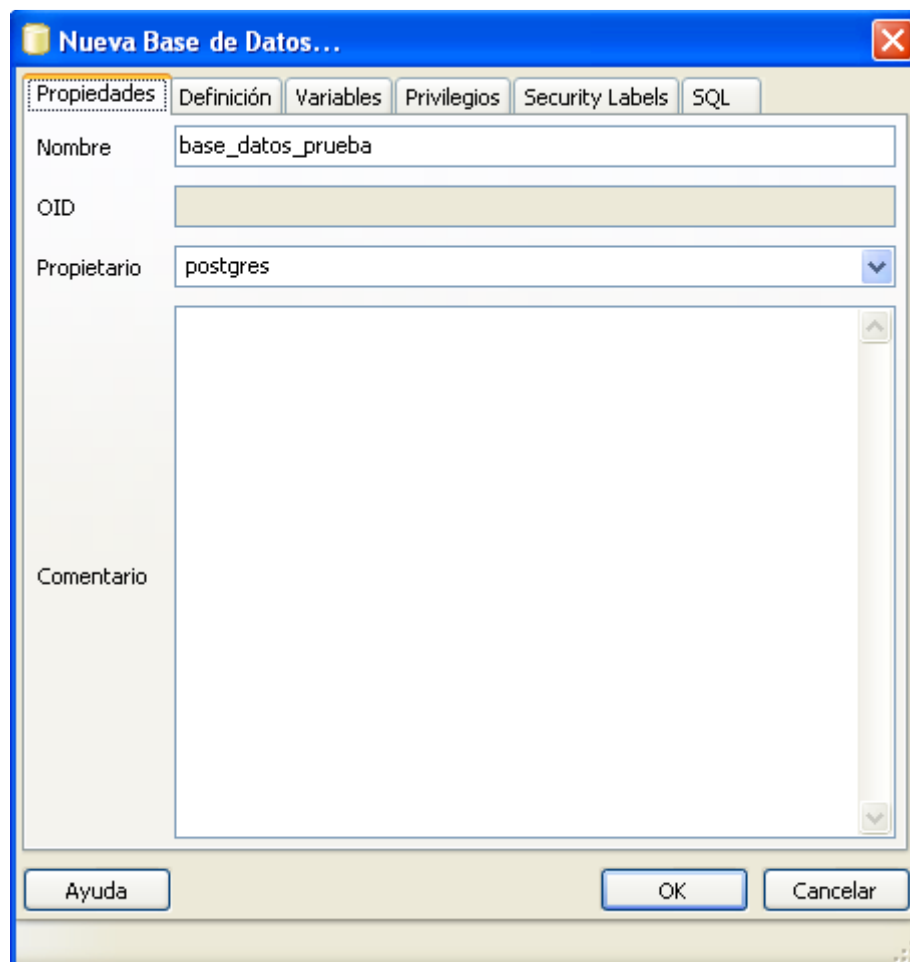 Nueva Base de Datos...
Propiedades Definición Variables Privilegios Security Labels SQL
Nombre base_datos_prueba
OID
Propietario postgres
Comentario
Ayuda OK Cancelar